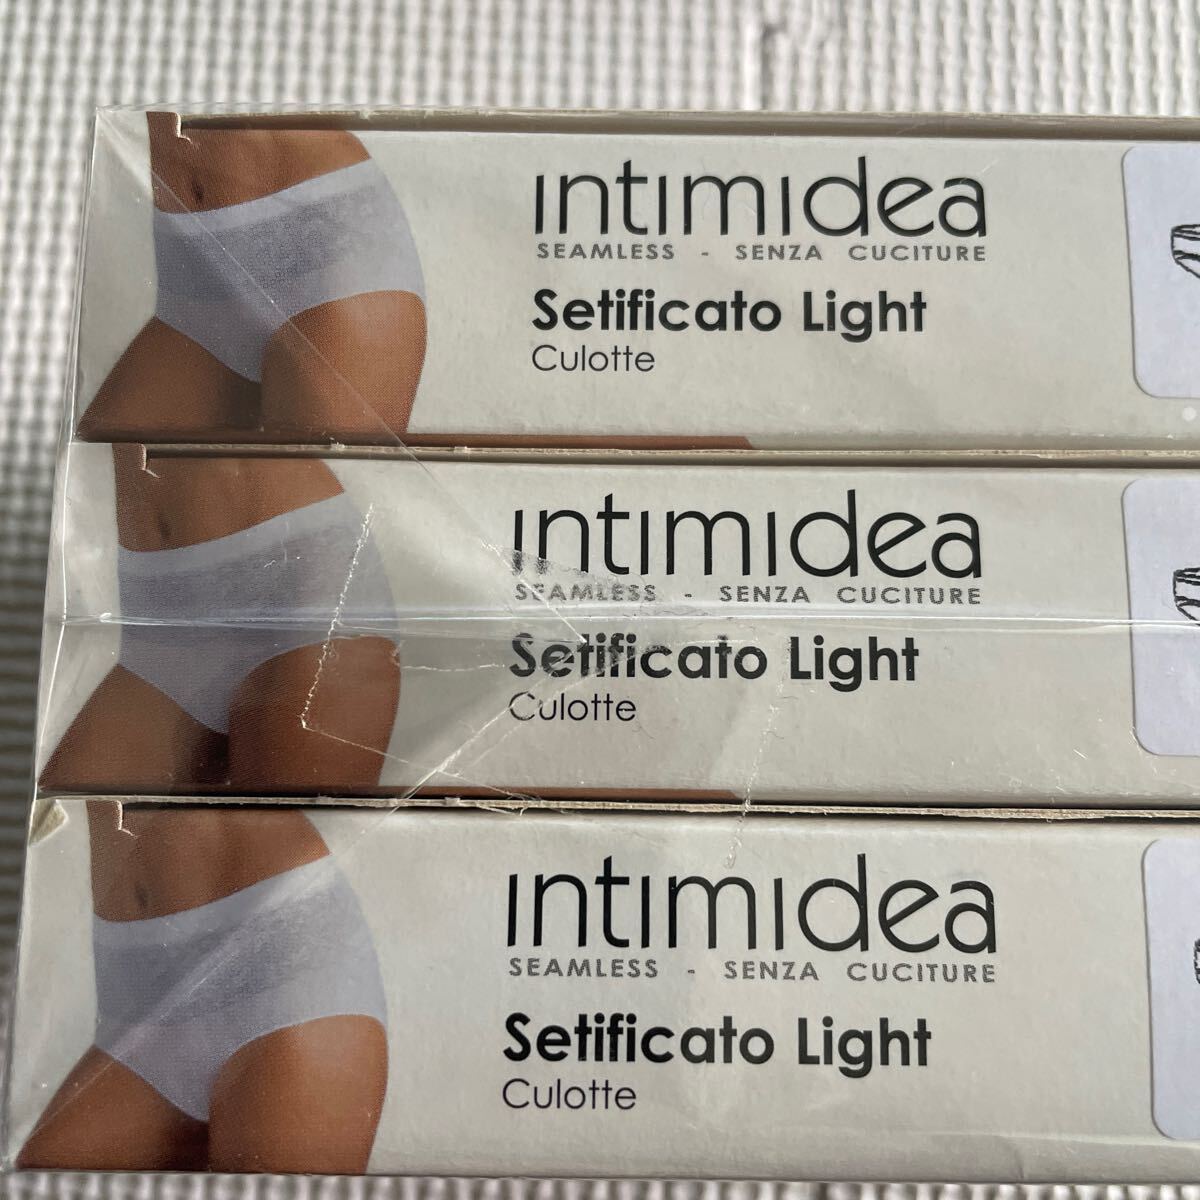 intimidea
SEAMLESS - SENZA CUCITURE
Setificato Light
Culotte
intimidea
SEAMLESS - SENZA CUCITURE
Setificato Light
Culotte
intimidea
SEAMLESS - SENZA CUCITURE
Setificato Light
Culotte